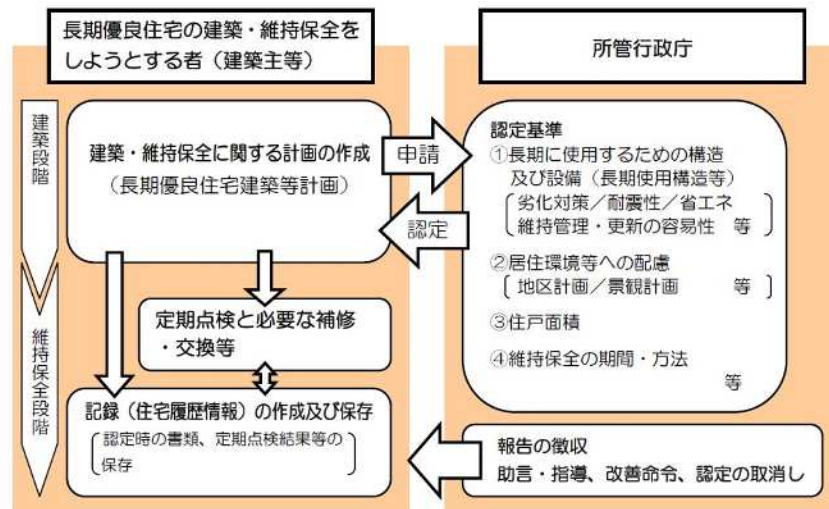 長期優良住宅の建築・維持保全を
しようとする者（建築主等）
所管行政庁
建築段階
維持保全段階
建築・維持保全に関する計画の作成
（長期優良住宅建築等計画）
申請
認定
認定基準
①長期に使用するための構造
及び設備（長期使用構造等）
劣化対策／耐震性／省エネ
維持管理・更新の容易性　等
②居住環境等への配慮
地区計画／景観計画　等
③住戸面積
④維持保全の期間・方法
等
定期点検と必要な補修
・交換等
記録（住宅履歴情報）の作成及び保存
認定時の書類、定期点検結果等の
保存
報告の徴収
助言・指導、改善命令、認定の取消し